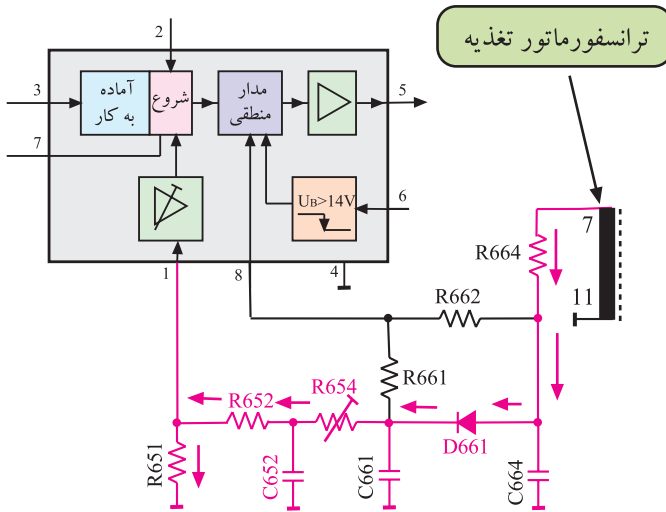 ترانسفورماتور تغذیه
2
3
آماده
به کار
شروع
مدار
منطقی
5
7
UB>14V
6
1
8
4
7
11
R664
R662
R661
R652
R654
D661
R651
C652
C661
C664